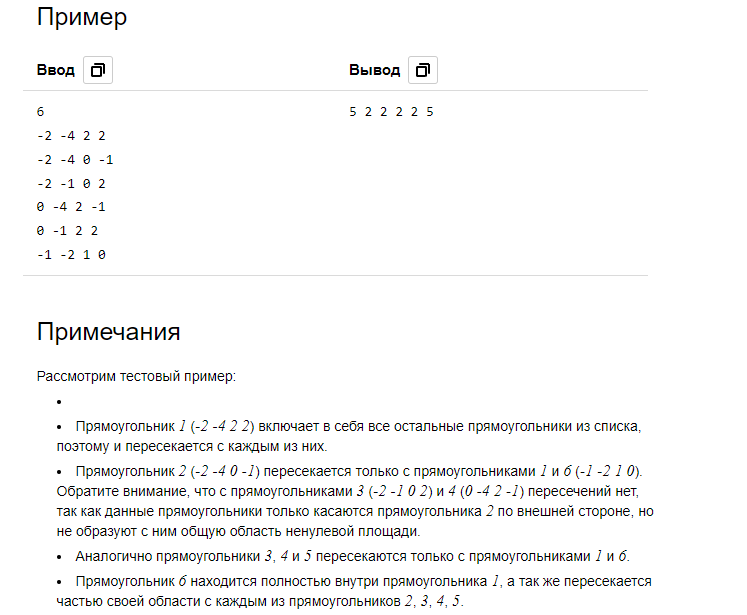 Пример
Ввод Вывод
6 5 2 2 2 2 5
-2 -4 2 2
-2 -4 0 -1
-2 -1 0 2
0 -4 2 -1
0 -1 2 2
-1 -2 1 0
Примечания
Рассмотрим тестовый пример:
•
• Прямоугольник 1 (-2 -4 2 2) включает в себя все остальные прямоугольники из списка,
поэтому и пересекается с каждым из них.
• Прямоугольник 2 (-2 -4 0 -1) пересекается только с прямоугольниками 1 и 6 (-1 -2 1 0).
Обратите внимание, что с прямоугольниками 3 (-2 -1 0 2) и 4 (0 -4 2 -1) пересечений нет,
так как данные прямоугольники только касаются прямоугольника 2 по внешней стороне, но
не образуют с ним общую область ненулевой площади.
• Аналогично прямоугольники 3, 4 и 5 пересекаются только с прямоугольниками 1 и 6.
• Прямоугольник 6 находится полностью внутри прямоугольника 1, а так же пересекается
частью своей области с каждым из прямоугольников 2, 3, 4, 5.